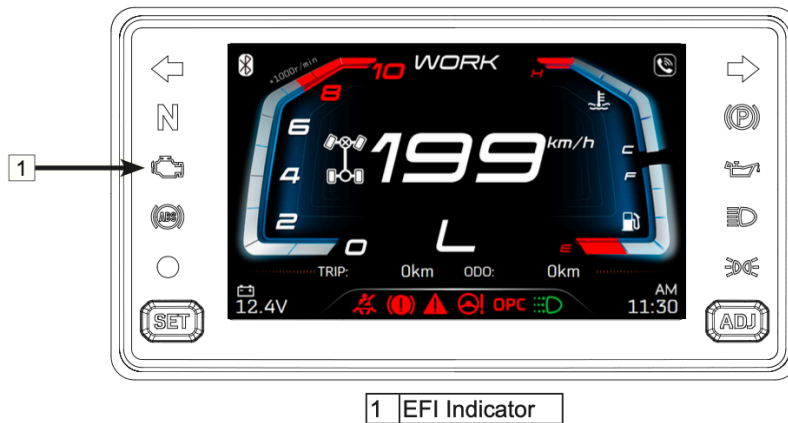 *1000r/min
10
WORK
H
N
8
P
6
199
km/h
1
4
C
F
ABS
2
L
0
E
TRIP:
0km
ODO:
0km
12.4V
OPC
AM
11:30
SET
ADJ
1
EFI Indicator